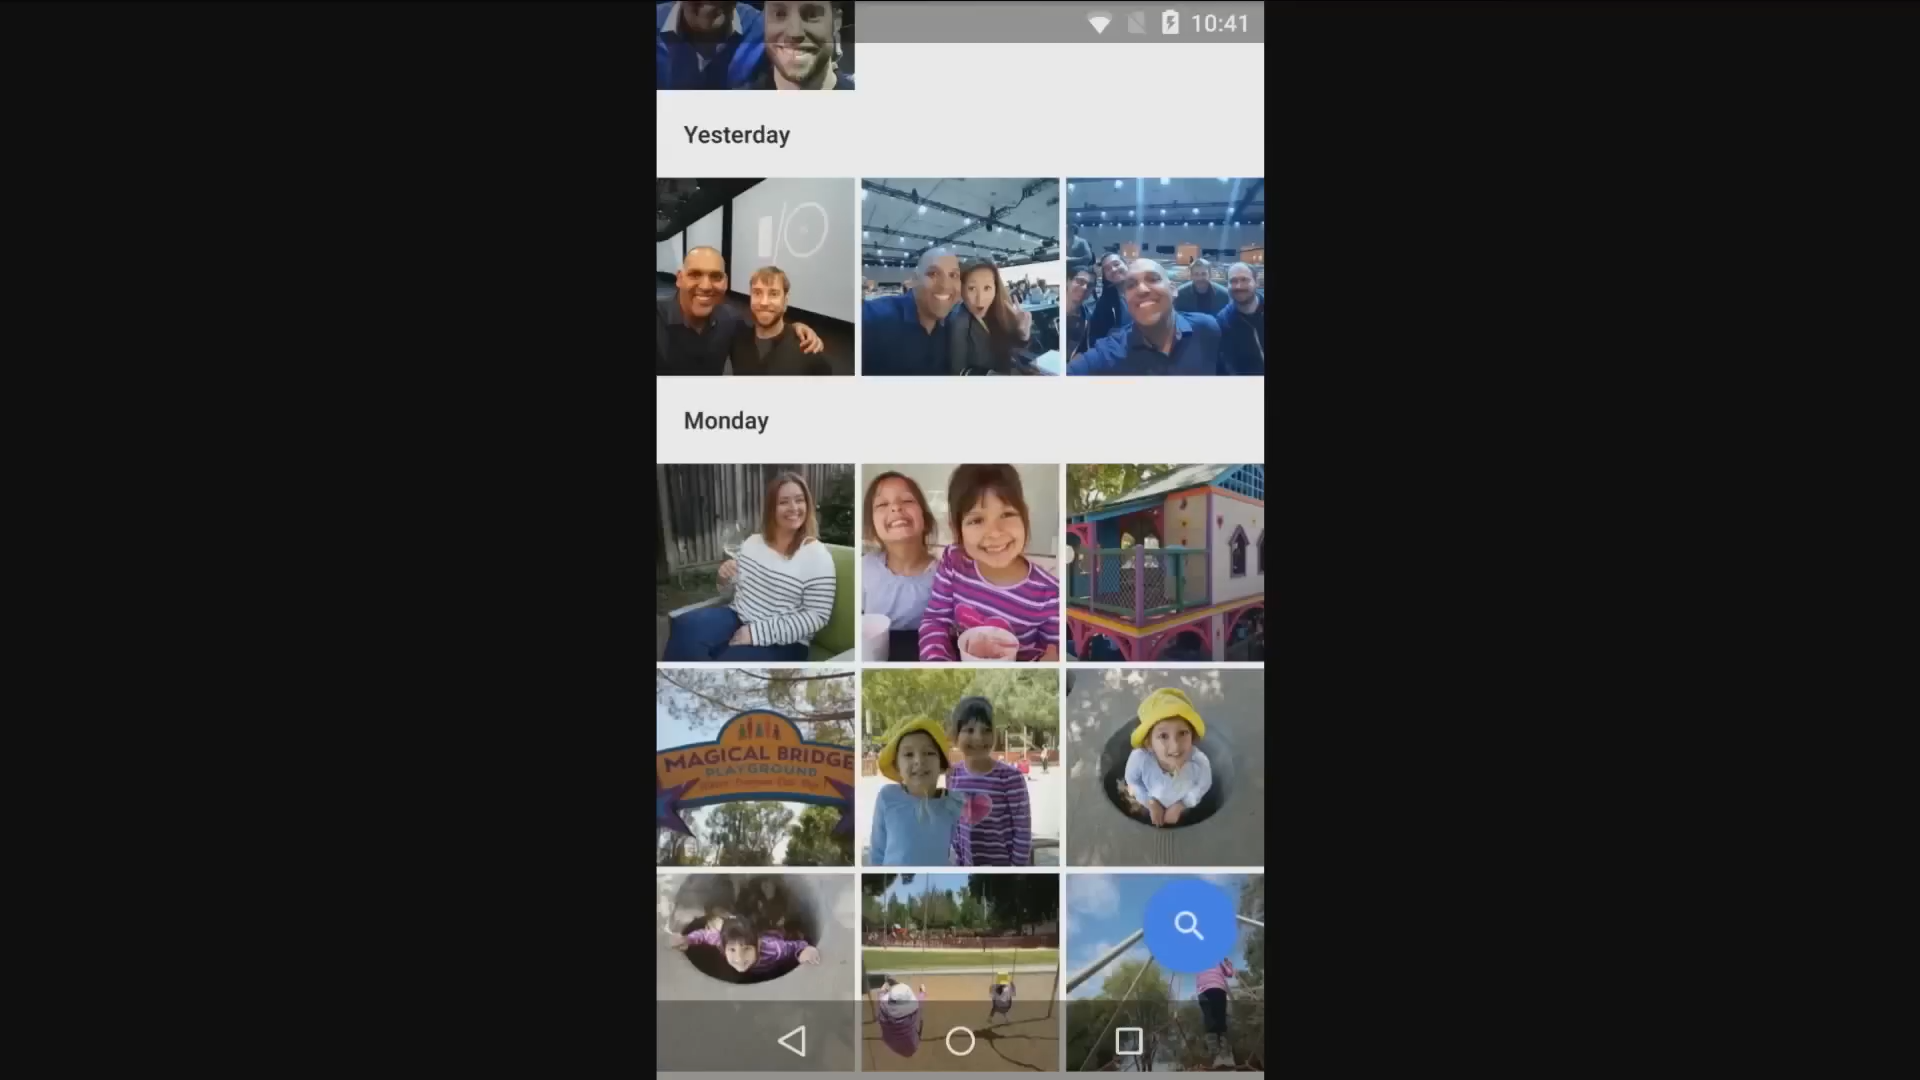 10:41
Yesterday
I/O
Monday
MAGICAL BRIDGE
PLAYGROUND